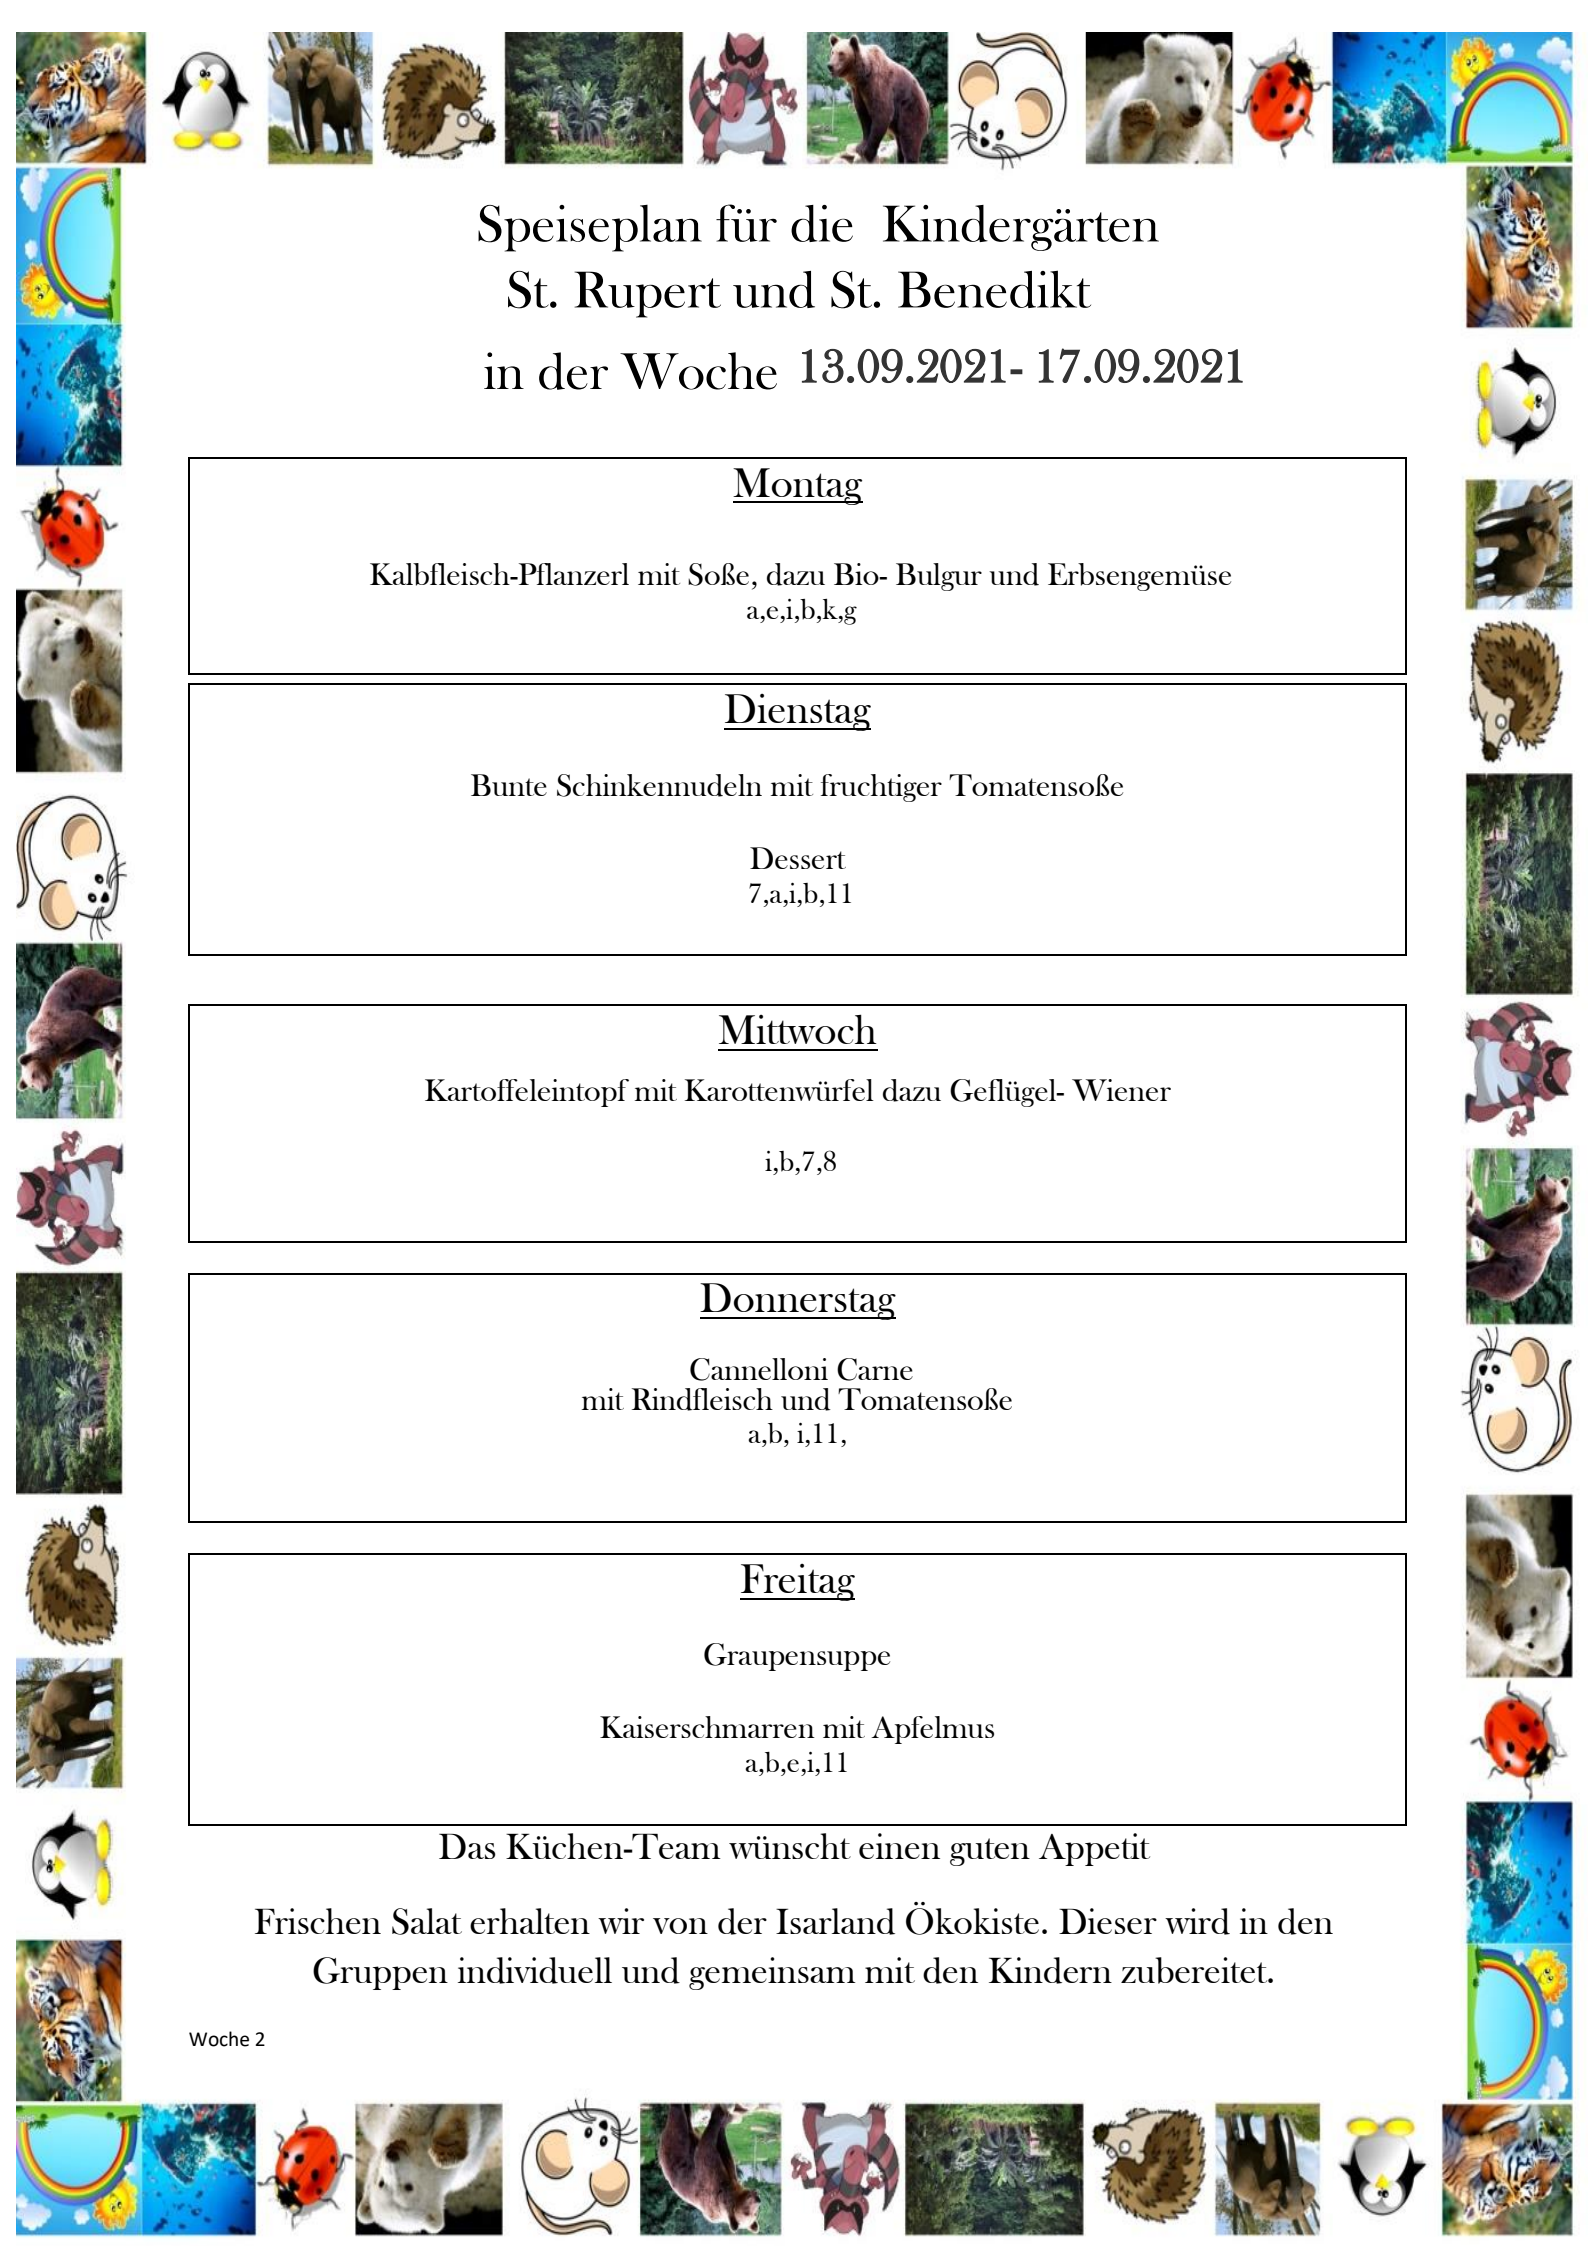 Speiseplan für die Kindergärten
St. Rupert und St. Benedikt
in der Woche 13.09.2021- 17.09.2021
Montag
Kalbfleisch-Pflanzerl mit Soße, dazu Bio- Bulgur und Erbsengemüse
a,e,i,b,k,g
Dienstag
Bunte Schinkennudeln mit fruchtiger Tomatensoße
Dessert
7,a,i,b,11
Mittwoch
Kartoffeleintopf mit Karottenwürfel dazu Geflügel- Wiener
i,b,7,8
Donnerstag
Cannelloni Carne
mit Rindfleisch und Tomatensoße
a,b, i,11,
Freitag
Graupensuppe
Kaiserschmarren mit Apfelmus
a,b,e,i,11
Das Küchen-Team wünscht einen guten Appetit
Frischen Salat erhalten wir von der Isarland Ökokiste. Dieser wird in den
Gruppen individuell und gemeinsam mit den Kindern zubereitet.
Woche 2